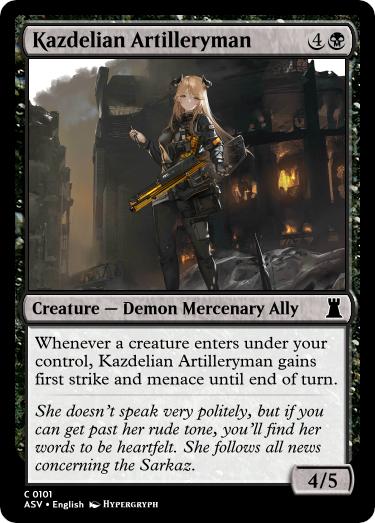 Kazdelian Artilleryman 4
Creature — Demon Mercenary Ally
Whenever a creature enters under your
control, Kazdelian Artilleryman gains
first strike and menace until end of turn.
She doesn't speak very politely, but if you
can get past her rude tone, you'll find her
words to be heartfelt. She follows all news
concerning the Sarkaz.
4/5
C 0101
ASV • English HYPERGRYPH